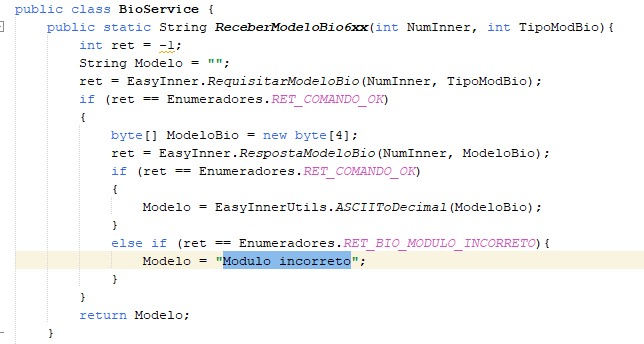 public class BioService {
public static String ReceberModeloBio6xx(int NumInner, int TipoModBio){
int ret = -1;
String Modelo = "";
ret = EasyInner.RequisitarModeloBio(NumInner, TipoModBio);
if (ret == Enumeradores.RET_COMANDO_OK)
{
byte[] ModeloBio = new byte[4];
ret = EasyInner.RespostaModeloBio(NumInner, ModeloBio);
if (ret == Enumeradores.RET_COMANDO_OK)
{
Modelo = EasyInnerUtils.ASCIIToDecimal(ModeloBio);
}
else if (ret == Enumeradores.RET_BIO_MODULO_INCORRETO){
Modelo = "Modulo incorreto";
}
}
return Modelo;
}